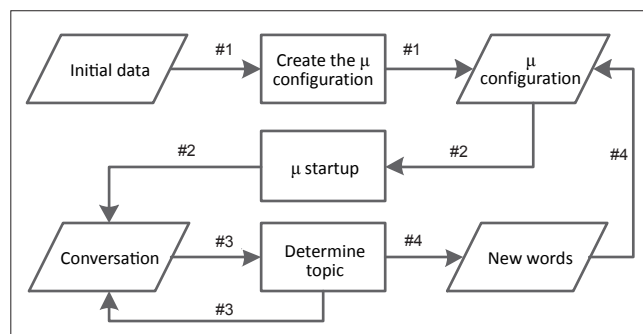 #1
#1
Initial data
Create the μ
configuration
μ
configuration
#2
#2
#4
μ startup
Conversation
#3
Determine
topic
#4
New words
#3